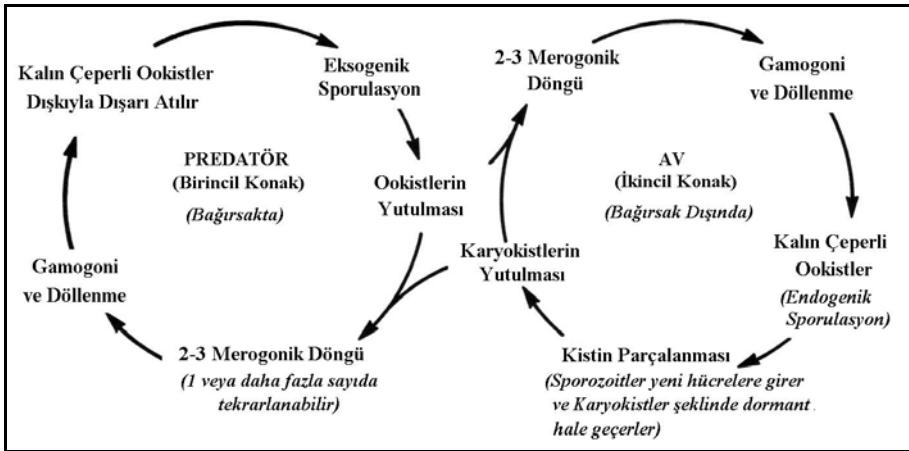 Kalın Çeperli Ookistler
Dışkıyla Dışarı Atılır
Eksogenik
Sporulasyon
PREDATÖR
(Birincil Konak)
(Bağırsakta)
Ookistlerin
Yutulması
Gamogoni
ve Döllenme
2-3 Merogonik Döngü
(1 veya daha fazla sayıda
tekrarlanabilir)
2-3 Merogonik
Döngü
Gamogoni
ve Döllenme
AV
(İkincil Konak)
(Bağırsak Dışında)
Karyokistlerin
Yutulması
Kalın Çeperli
Ookistler
(Endogenik
Sporulasyon)
Kistin Parçalanması
(Sporozoitler yeni hücrelere girer
ve Karyokistler şeklinde dormant
hale geçerler)